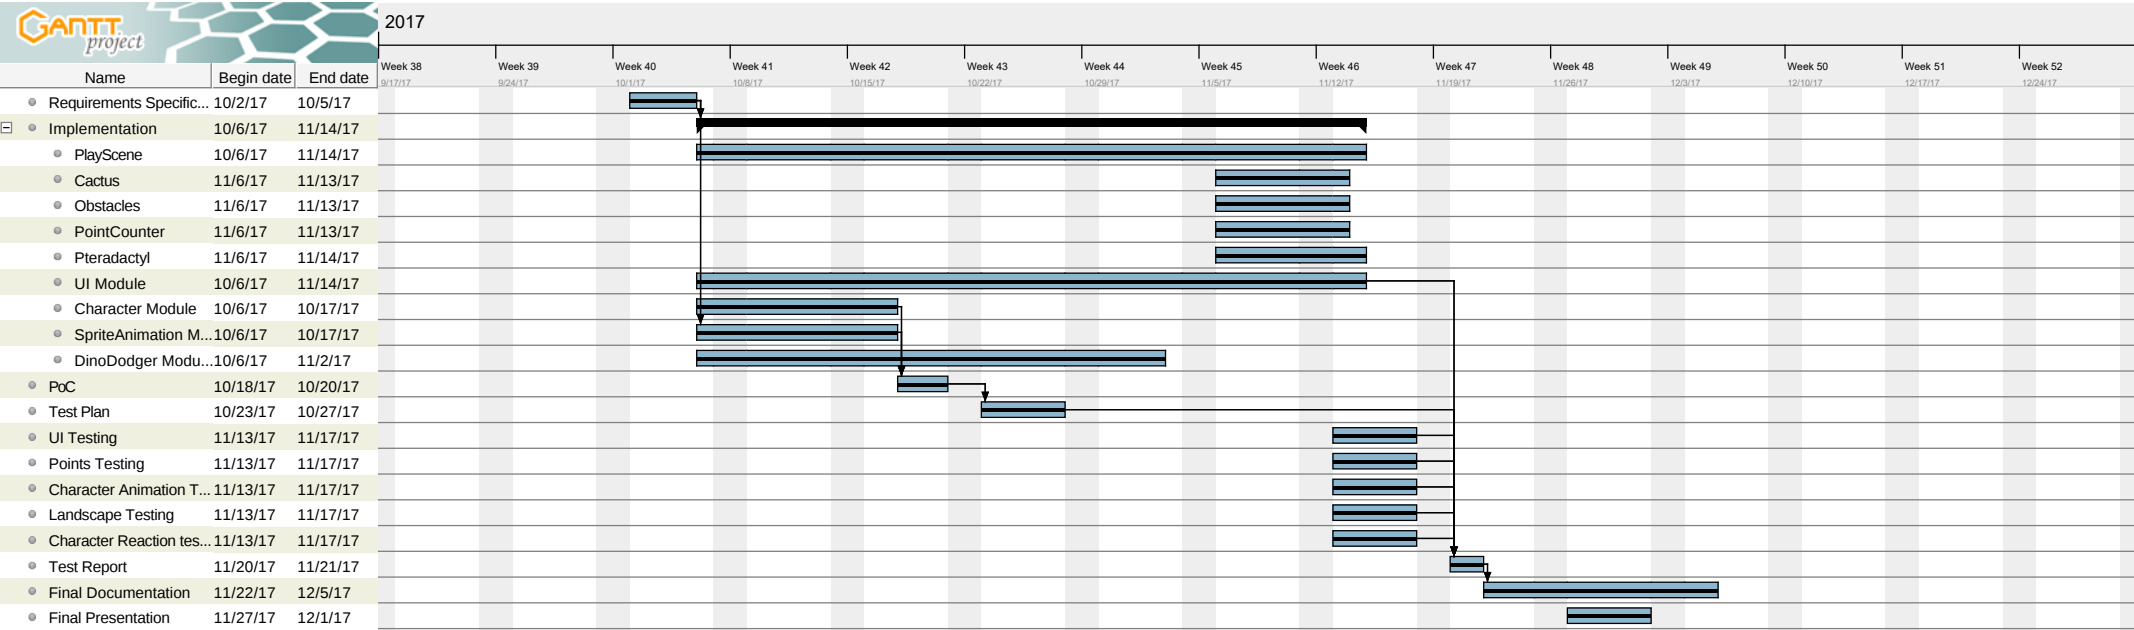 GANTT
project
2017
Week 38 Week 39 Week 40 Week 41 Week 42 Week 43 Week 44 Week 45 Week 46 Week 47 Week 48 Week 49 Week 50 Week 51 Week 52
Name Begin date End date
9/17/17 9/24/17 10/1/17 10/8/17 10/15/17 10/22/17 10/29/17 11/5/17 11/12/17 11/19/17 11/26/17 12/3/17 12/10/17 12/17/17 12/24/17
Requirements Specific... 10/2/17 10/5/17
Implementation 10/6/17 11/14/17
PlayScene 10/6/17 11/14/17
Cactus 11/6/17 11/13/17
Obstacles 11/6/17 11/13/17
PointCounter 11/6/17 11/13/17
Pteradactyl 11/6/17 11/14/17
UI Module 10/6/17 11/14/17
Character Module 10/6/17 10/17/17
SpriteAnimation M... 10/6/17 10/17/17
DinoDodger Modu... 10/6/17 11/2/17
PoC 10/18/17 10/20/17
Test Plan 10/23/17 10/27/17
UI Testing 11/13/17 11/17/17
Points Testing 11/13/17 11/17/17
Character Animation T... 11/13/17 11/17/17
Landscape Testing 11/13/17 11/17/17
Character Reaction tes... 11/13/17 11/17/17
Test Report 11/20/17 11/21/17
Final Documentation 11/22/17 12/5/17
Final Presentation 11/27/17 12/1/17